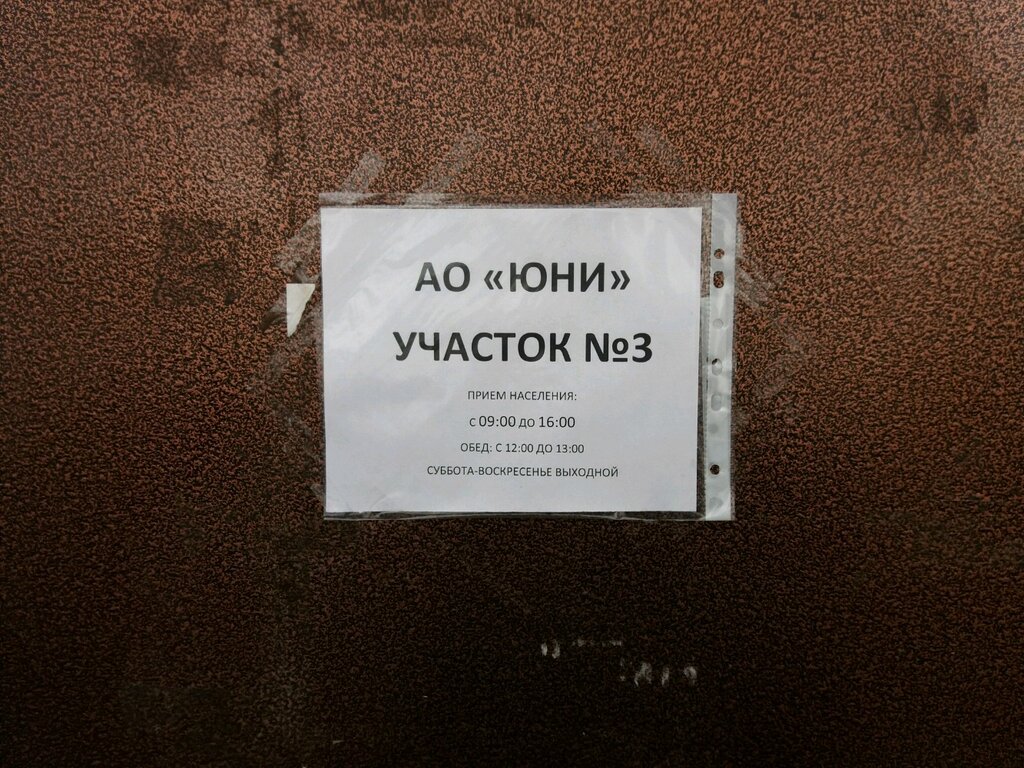 АО «ЮНИ»
УЧАСТОК №3
ПРИЕМ НАСЕЛЕНИЯ:
С 09:00 ДО 16:00
ОБЕД: С 12:00 ДО 13:00
СУББОТА-ВОСКРЕСЕНЬЕ ВЫХОДНОЙ